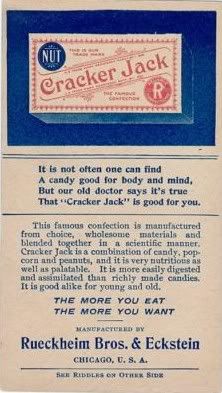 NUT
THIS IS OUR
TRADE MARK
Cracker Jack
THE FAMOUS
CONFECTION
R
It is not often one can find
A candy good for body and mind,
But our old doctor says it's true
That "Cracker Jack" is good for you.
This famous confection is manufactured
from choice, wholesome materials and
blended together in a scientific manner.
Cracker Jack is a combination of candy, pop-
corn and peanuts, and it is very nutritious as
well as palatable. It is more easily digested
and assimilated than richly made candies.
It is good alike for young and old.
THE MORE YOU EAT
THE MORE YOU WANT
MANUFACTURED BY
Rueckheim Bros. & Eckstein
CHICAGO, U. S. A.
SEE RIDDLES ON OTHER SIDE